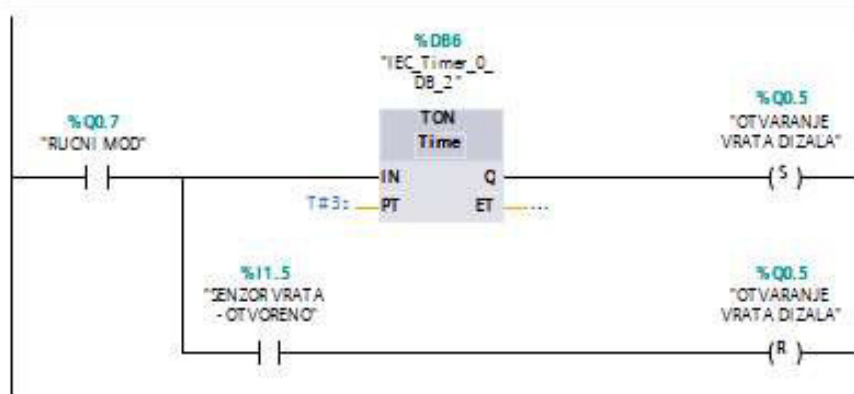 %DB6
"IEC_Timer_0_
DB_2"
TON
Time
%Q0.7
"RUCNI MOD"
IN
Q
%Q0.5
"OTVARANJE
VRATA DIZALA"
S
T#3s
PT
ET
....
%I1.5
"SENZOR VRATA
- OTVORENO"
%Q0.5
"OTVARANJE
VRATA DIZALA"
R